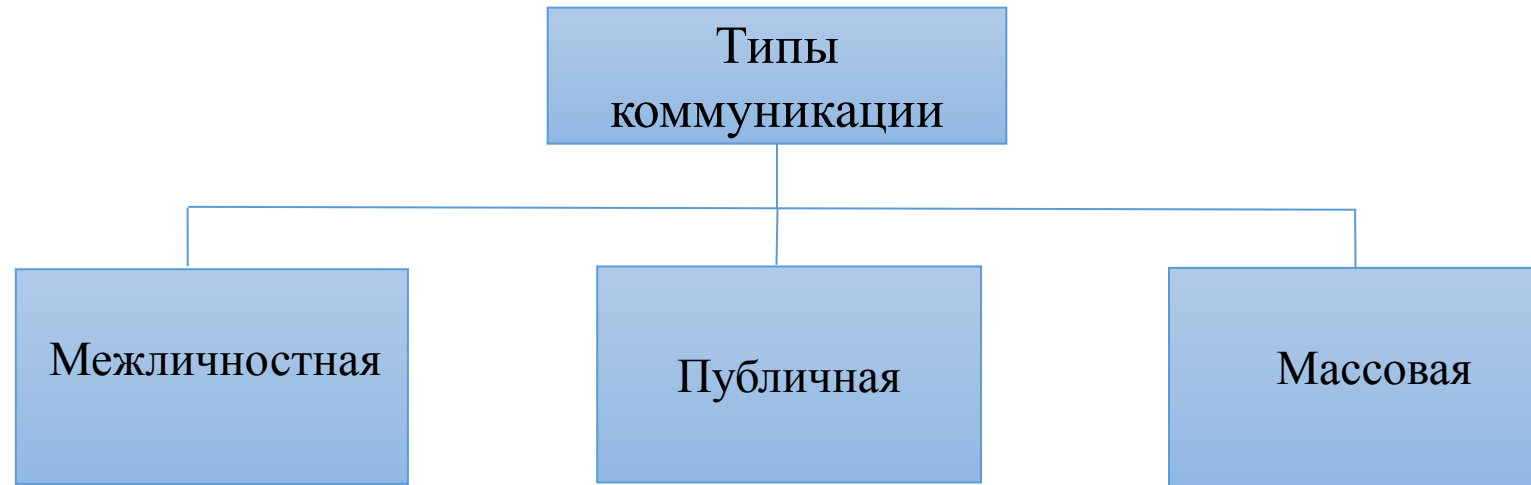 Типы
коммуникации
Межличностная
Публичная
Массовая